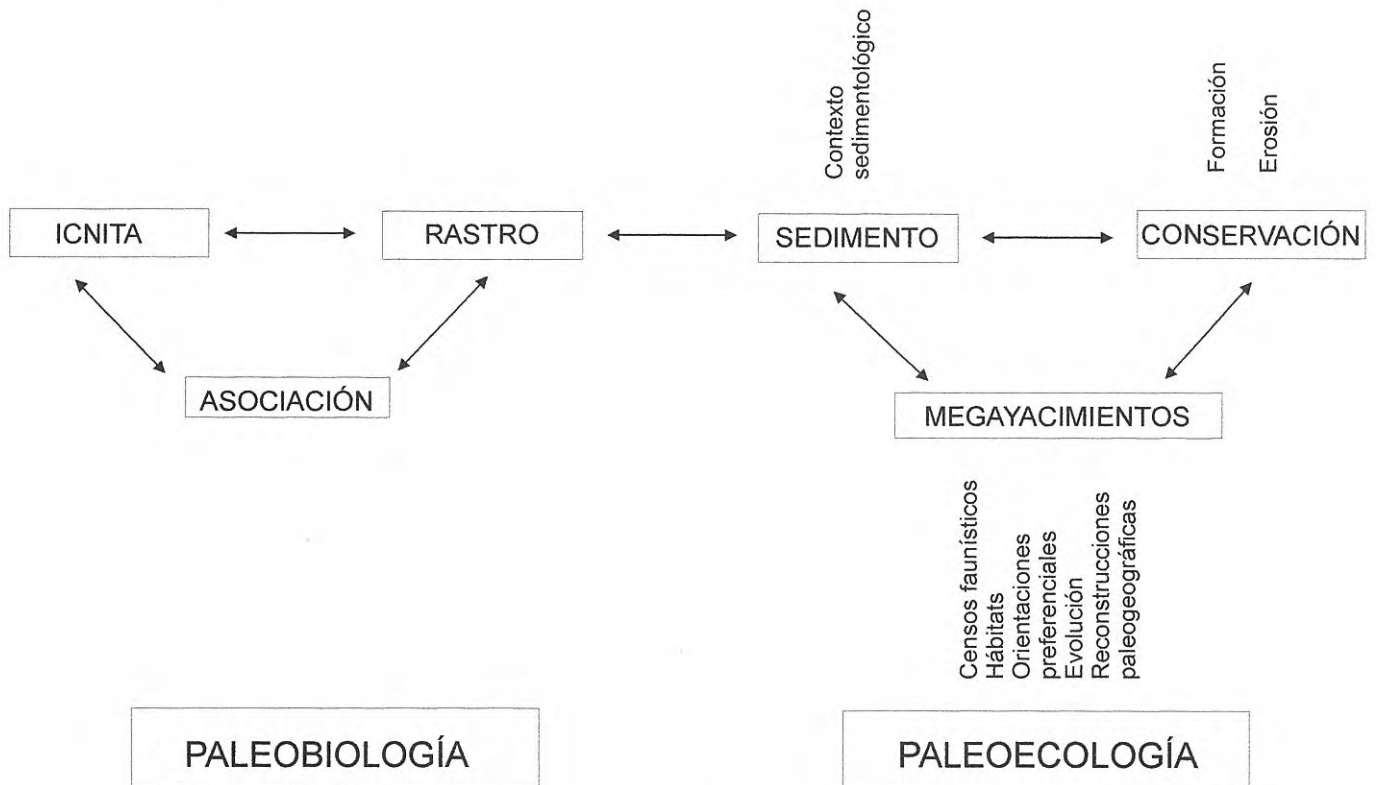 Contexto
sedimentológico
Formación
Erosión
ICNITA
RASTRO
SEDIMENTO
CONSERVACIÓN
ASOCIACIÓN
MEGAYACIMIENTOS
Censos faunísticos
Hábitats
Orientaciones
preferenciales
Evolución
Reconstrucciones
paleogeográficas
PALEOBIOLOGÍA
PALEOECOLOGÍA